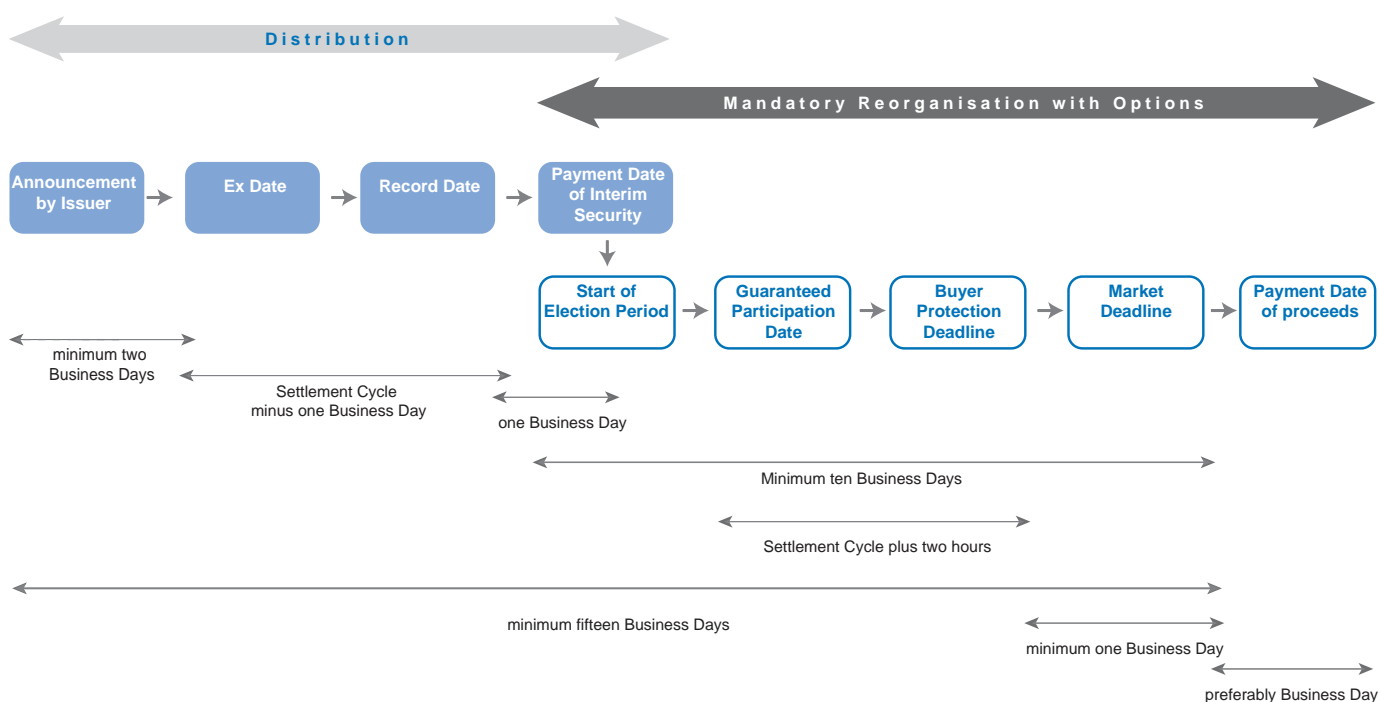 Distribution
Mandatory Reorganisation with Options
Announcement
by Issuer
Ex Date
Record Date
Payment Date
of Interim
Security
Start of
Election Period
Guaranteed
Participation
Date
Buyer
Protection
Deadline
Market
Deadline
Payment Date
of proceeds
minimum two
Business Days
Settlement Cycle
minus one Business Day
one Business Day
Minimum ten Business Days
Settlement Cycle plus two hours
minimum fifteen Business Days
minimum one Business Day
preferably Business Day